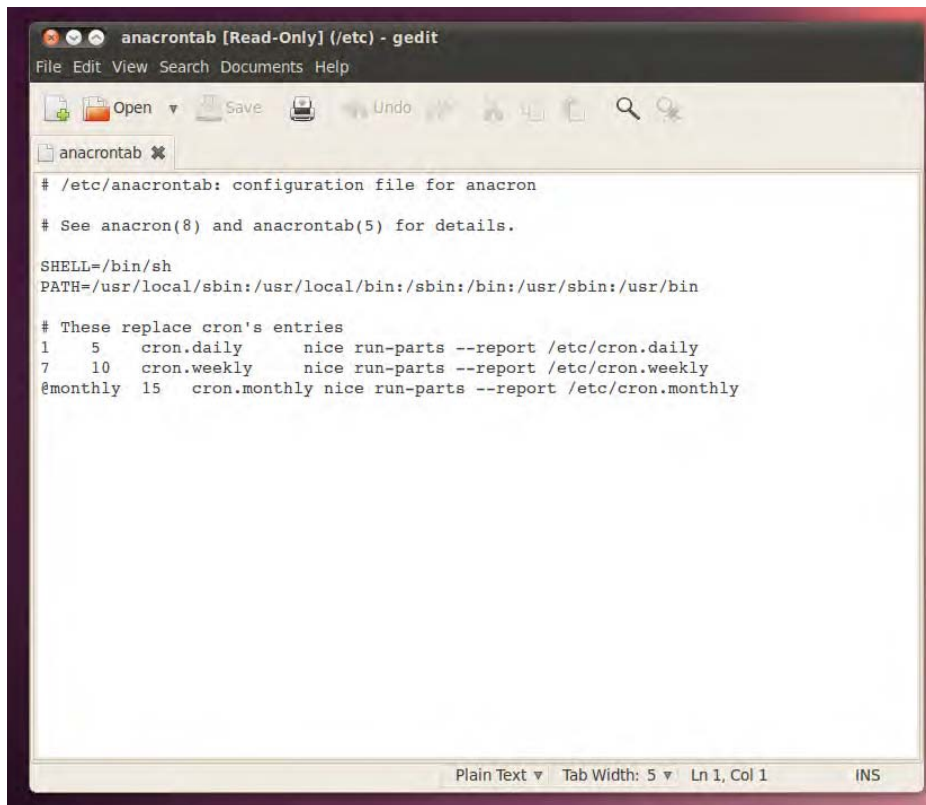 anacrontab [Read-Only] (/etc) - gedit
File Edit View Search Documents Help
Open Save Undo
anacrontab
# /etc/anacrontab: configuration file for anacron
# See anacron(8) and anacrontab(5) for details.
SHELL=/bin/sh
PATH=/usr/local/sbin:/usr/local/bin:/sbin:/bin:/usr/sbin:/usr/bin
# These replace cron's entries
1 5 cron.daily nice run-parts --report /etc/cron.daily
7 10 cron.weekly nice run-parts --report /etc/cron.weekly
@monthly 15 cron.monthly nice run-parts --report /etc/cron.monthly
Plain Text Tab Width: 5 Ln 1, Col 1 INS